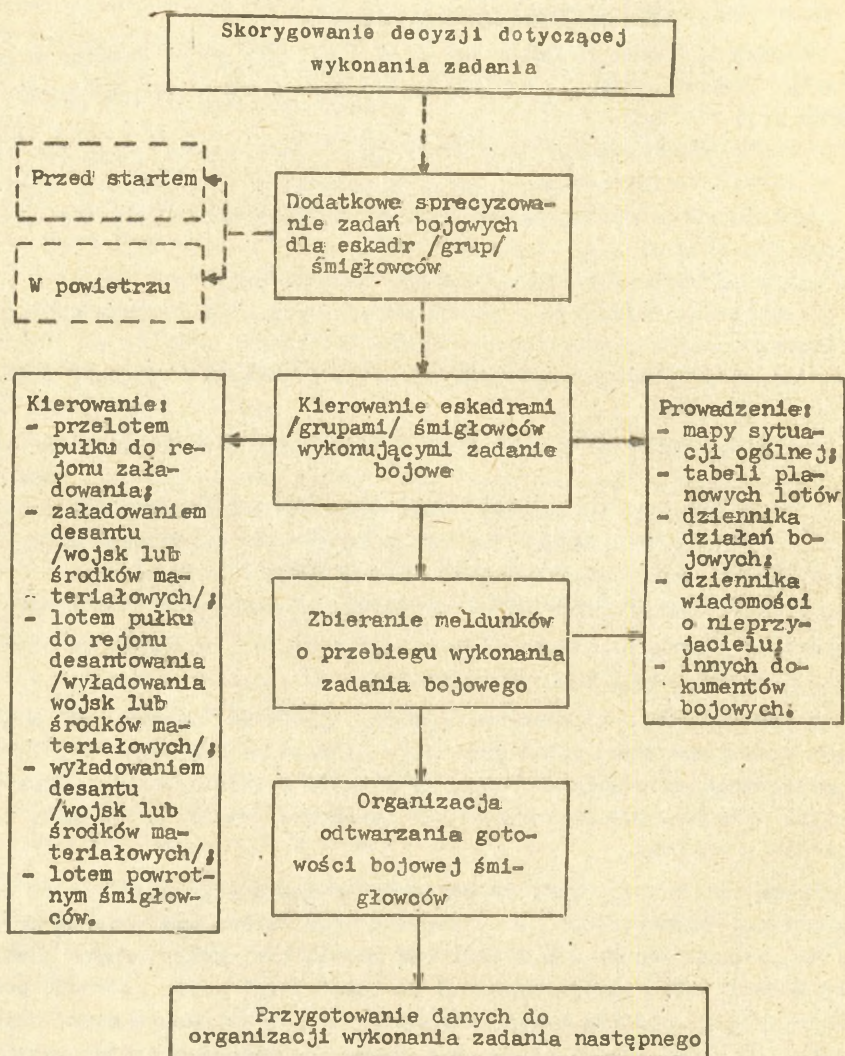 Skorygowanie decyzji dotyczącej
wykonania zadania
Przed startem
W powietrzu
Dodatkowe sprecyzowa-
nie zadań bojowych
dla eskadr /grup/
śmigłowców
Kierowanie:
- przelotem
pułku do re-
jonu zała-
dowania;
- załadowaniem
desantu
/wojsk lub
środków ma-
teriałowych/;
- lotem pułku
do rejonu
desantowania
/wyładowania
wojsk lub
środków ma-
teriałowych/;
- wyładowaniem
desantu
/wojsk lub
środków ma-
teriałowych/;
- lotem powrot-
nym śmigłow-
ców.
Kierowanie eskadrami
/grupami/ śmigłowców
wykonującymi zadanie
bojowe
Prowadzenie:
- mapy sytua-
cji ogólnej;
- tabeli pla-
nowych lotów
- dziennika
działań bo-
jowych;
- dziennika
wiadomości
o nieprzy-
jacielu;
- innych do-
kumentów
bojowych.
Zbieranie meldunków
o przebiegu wykonania
zadania bojowego
Organizacja
odtwarzania goto-
wości bojowej śmi-
głowców
Przygotowanie danych do
organizacji wykonania zadania następnego